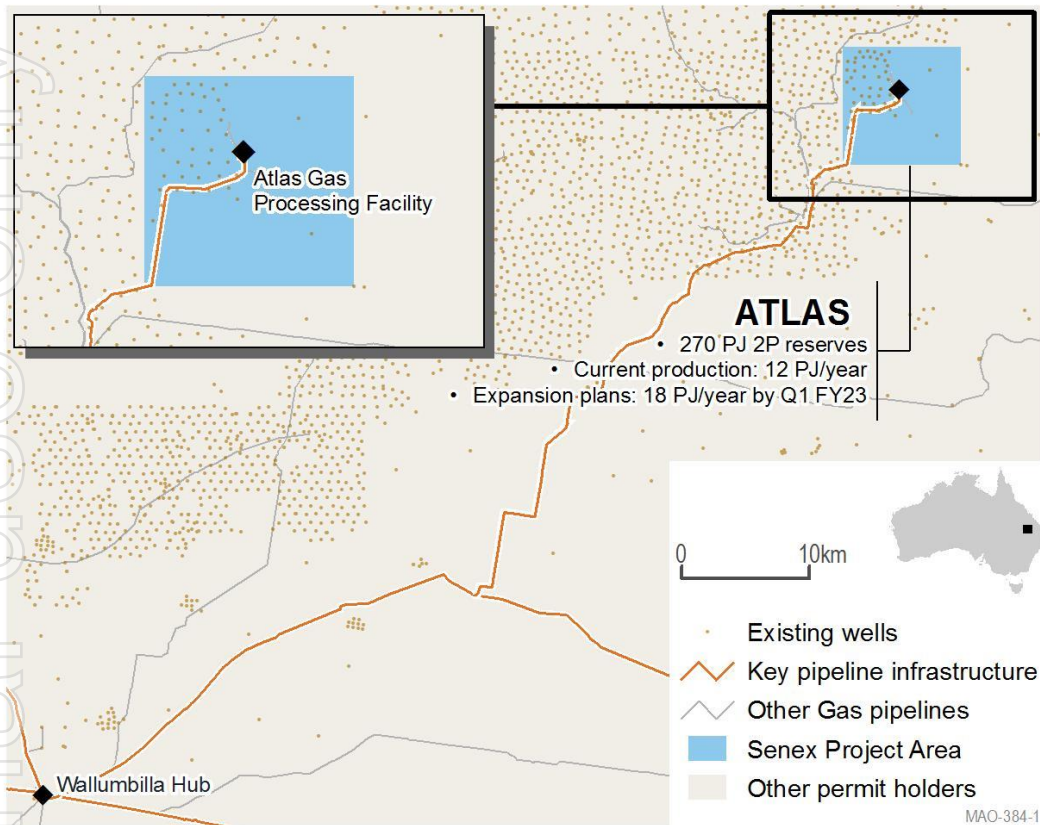 Atlas Gas
Processing Facility
ATLAS
• 270 PJ 2P reserves
• Current production: 12 PJ/year
• Expansion plans: 18 PJ/year by Q1 FY23
0 10km
Existing wells
Key pipeline infrastructure
Other Gas pipelines
Senex Project Area
Other permit holders
Wallumbilla Hub
MAO-384-1